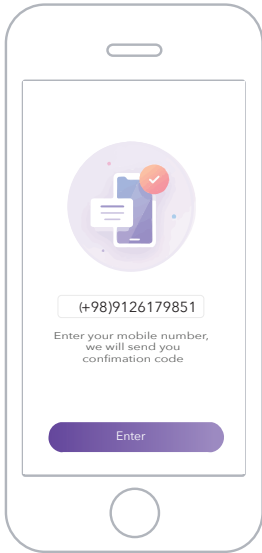 (+98)9126179851
Enter your mobile number,
we will send you
confimation code
Enter